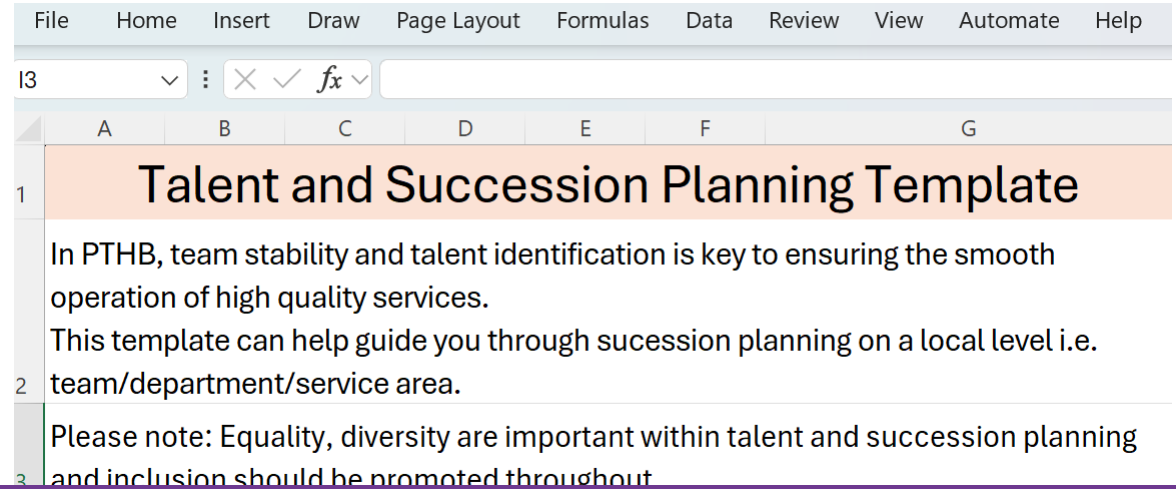 File Home Insert Draw Page Layout Formulas Data Review View Automate Help
I3 fx
A B C D E F G
1 Talent and Succession Planning Template
In PTHB, team stability and talent identification is key to ensuring the smooth
operation of high quality services.
This template can help guide you through sucession planning on a local level i.e.
2 team/department/service area.
Please note: Equality, diversity are important within talent and succession planning
3 and inclusion should be promoted throughout